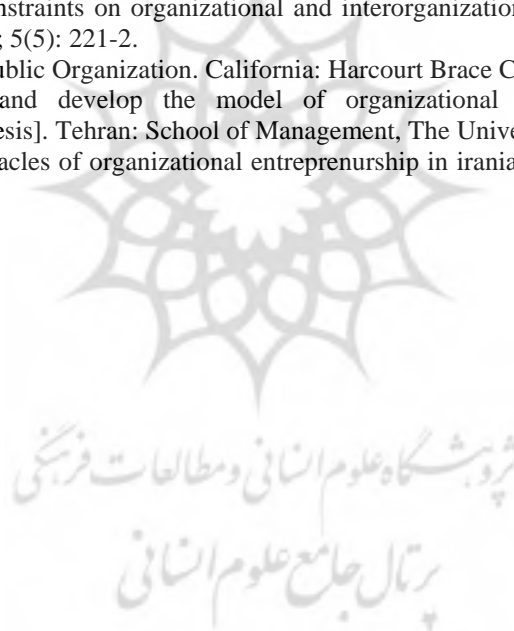 nstraints on organizational and interorganization
; 5(5): 221-2.
ublic Organization. California: Harcourt Brace C
and develop the model of organizational
esis]. Tehran: School of Management, The Unive
acles of organizational entreprenurship in irania
پژوهشگاه علوم انسانی و مطالعات فرهنگی
پرتال جامع علوم انسانی